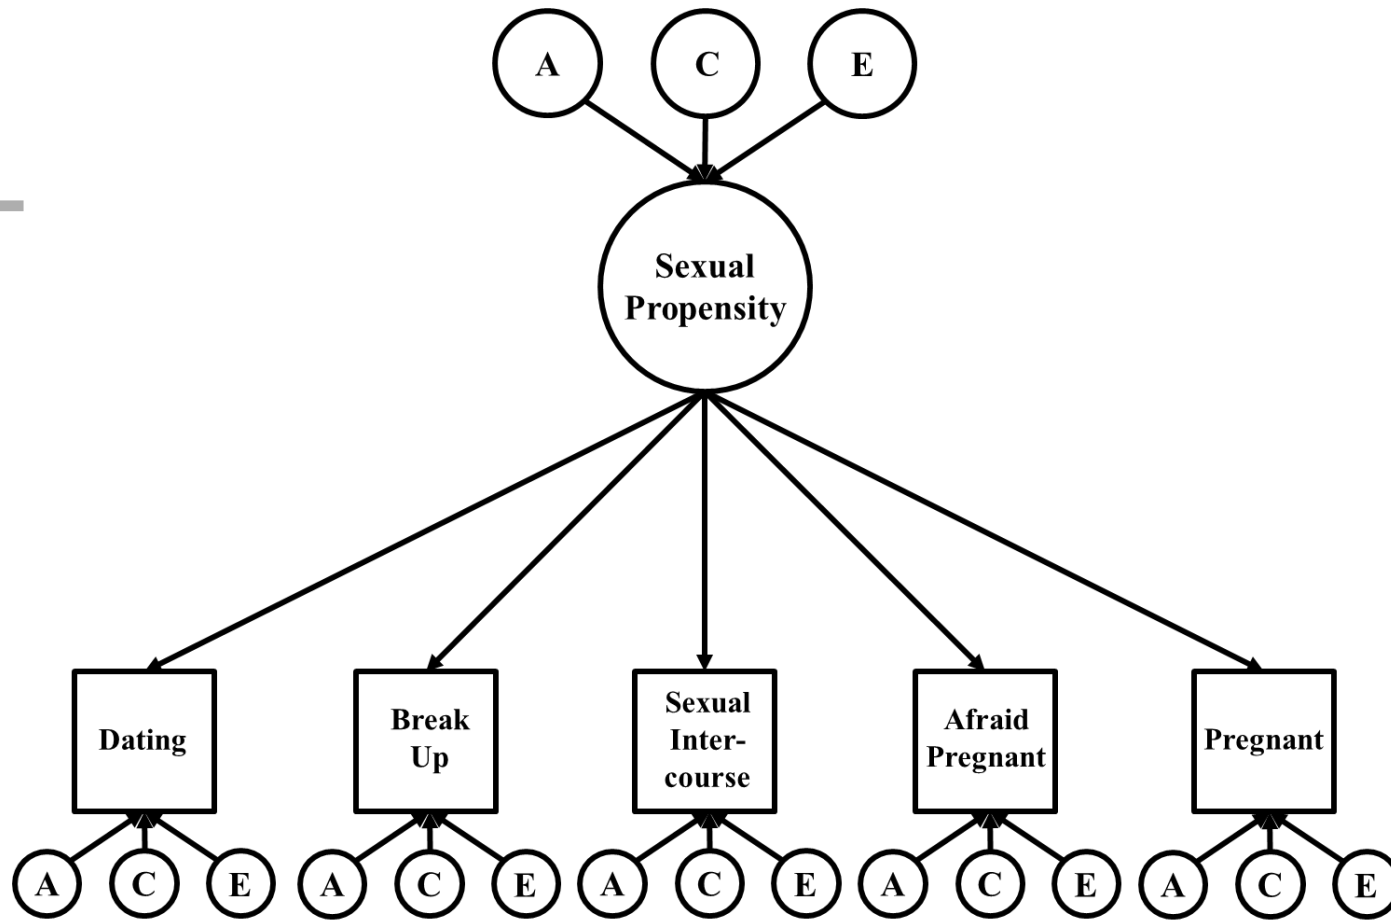 A C E
Sexual
Propensity
Dating
Break
Up
Sexual
Inter-
course
Afraid
Pregnant
Pregnant
A C E A C E A C E A C E A C E